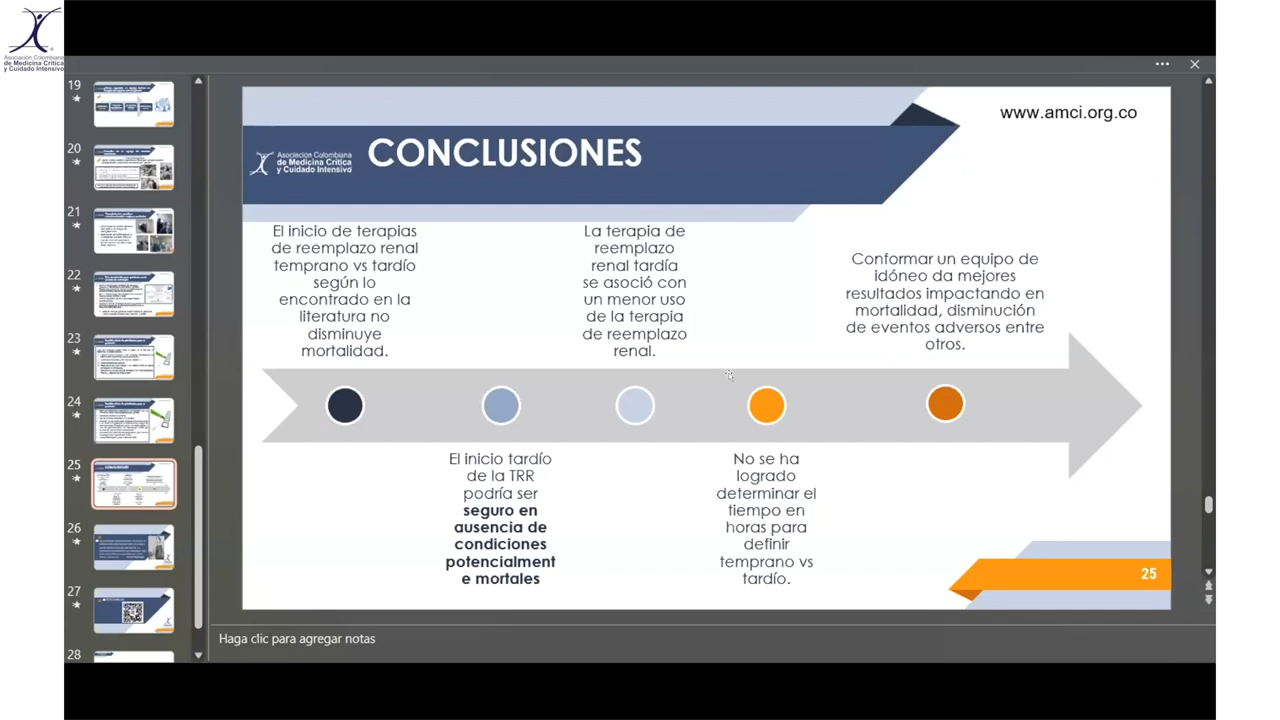 Asociación Colombiana
de Medicina Crítica
y Cuidado Intensivo
19
20
21
22
23
24
25
26
27
28
www.amci.org.co
Asociación Colombiana
de Medicina Crítica
y Cuidado Intensivo
CONCLUSIONES
El inicio de terapias
de reemplazo renal
temprano vs tardío
según lo
encontrado en la
literatura no
disminuye
mortalidad.
El inicio tardío
de la TRR
podría ser
seguro en
ausencia de
condiciones
potencialment
e mortales
La terapia de
reemplazo
renal tardía
se asoció con
un menor uso
de la terapia
de reemplazo
renal.
No se ha
logrado
determinar el
tiempo en
horas para
definir
temprano vs
tardío.
Conformar un equipo de
idóneo da mejores
resultados impactando en
mortalidad, disminución
de eventos adversos entre
otros.
25
Haga clic para agregar notas